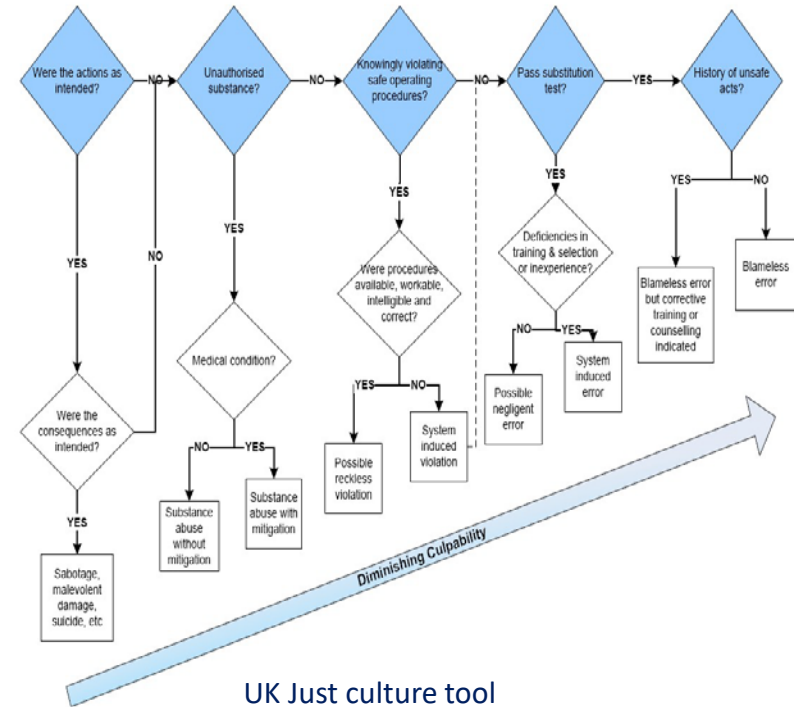 Were the actions as
intended?
NO
Unauthorised
substance?
NO
Knowingly violating
safe operating
procedures?
NO
Pass substitution
test?
YES
History of unsafe
acts?
YES
NO
YES
YES
YES
YES
NO
Were procedures
available, workable,
intelligible and
correct?
Deficiencies in
training & selection
or inexperience?
Blameless error
but corrective
training or
counselling
indicated
Blameless
error
Medical condition?
NO
YES
Possible
negligent
error
System
induced
error
Were the
consequences as
intended?
YES
NO
Possible
reckless
violation
System
induced
violation
NO
YES
Substance
abuse
without
mitigation
Substance
abuse with
mitigation
YES
Sabotage,
malevolent
damage,
suicide, etc
Diminishing Culpability
UK Just culture tool